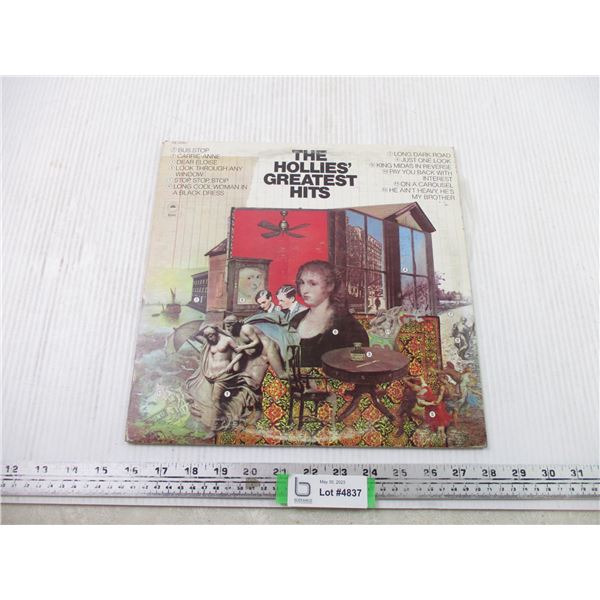 THE
HOLLIES'
GREATEST
HITS
BUS STOP
CARRIE-ANNE
DEAR ELOISE
LOOK THROUGH ANY
WINDOW
STOP, STOP, STOP
LONG COOL WOMAN IN
A BLACK DRESS
LONG DARK ROAD
JUST ONE LOOK
KING MIDAS IN REVERSE
PAY YOU BACK WITH
INTEREST
ON A CAROUSEL
HE AIN'T HEAVY, HE'S
MY BROTHER
12 13 14 15 16 17 18 19 20 21 22 23 24 25 26 27 28 29 30 31
b
May 30, 2023
Lot #4837